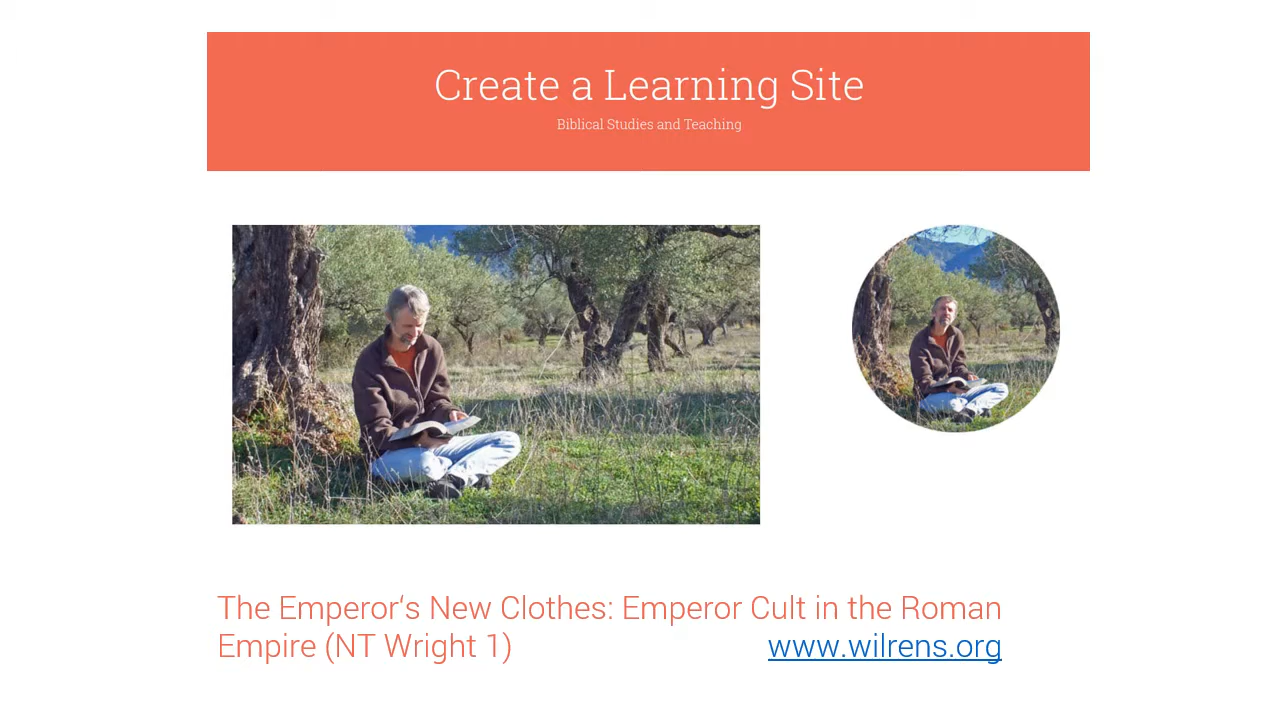 Create a Learning Site
Biblical Studies and Teaching
The Emperor‘s New Clothes: Emperor Cult in the Roman
Empire (NT Wright 1) www.wilrens.org